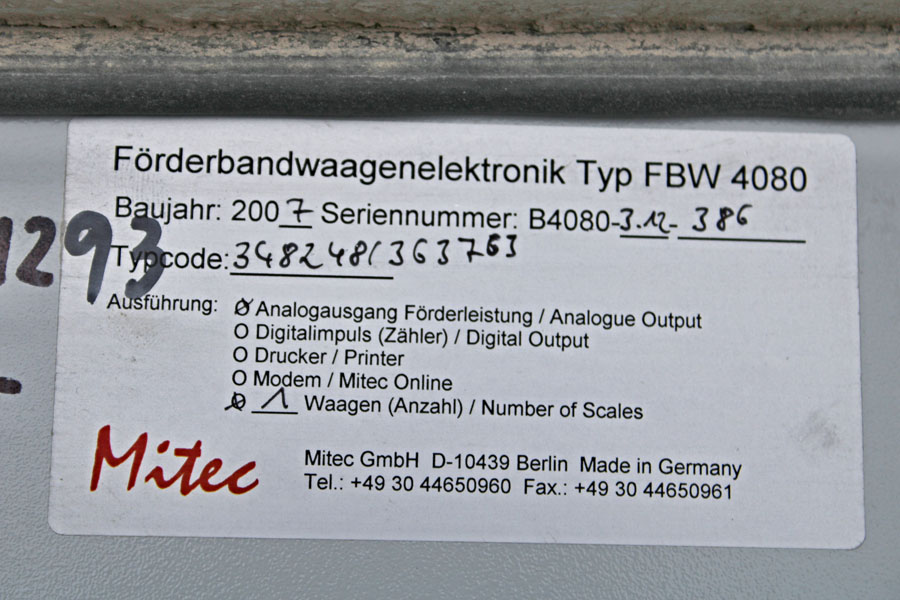 Förderbandwaagenelektronik Typ FBW 4080
Baujahr: 2007 Seriennummer: B4080-3.12- 386
Typcode: 348248/363763
Ausführung: Ø Analogausgang Förderleistung / Analogue Output
O Digitalimpuls (Zähler) / Digital Output
O Drucker / Printer
O Modem / Mitec Online
Ø 1 Waagen (Anzahl) / Number of Scales
Mitec
Mitec GmbH D-10439 Berlin Made in Germany
Tel.: +49 30 44650960 Fax.: +49 30 44650961
1293